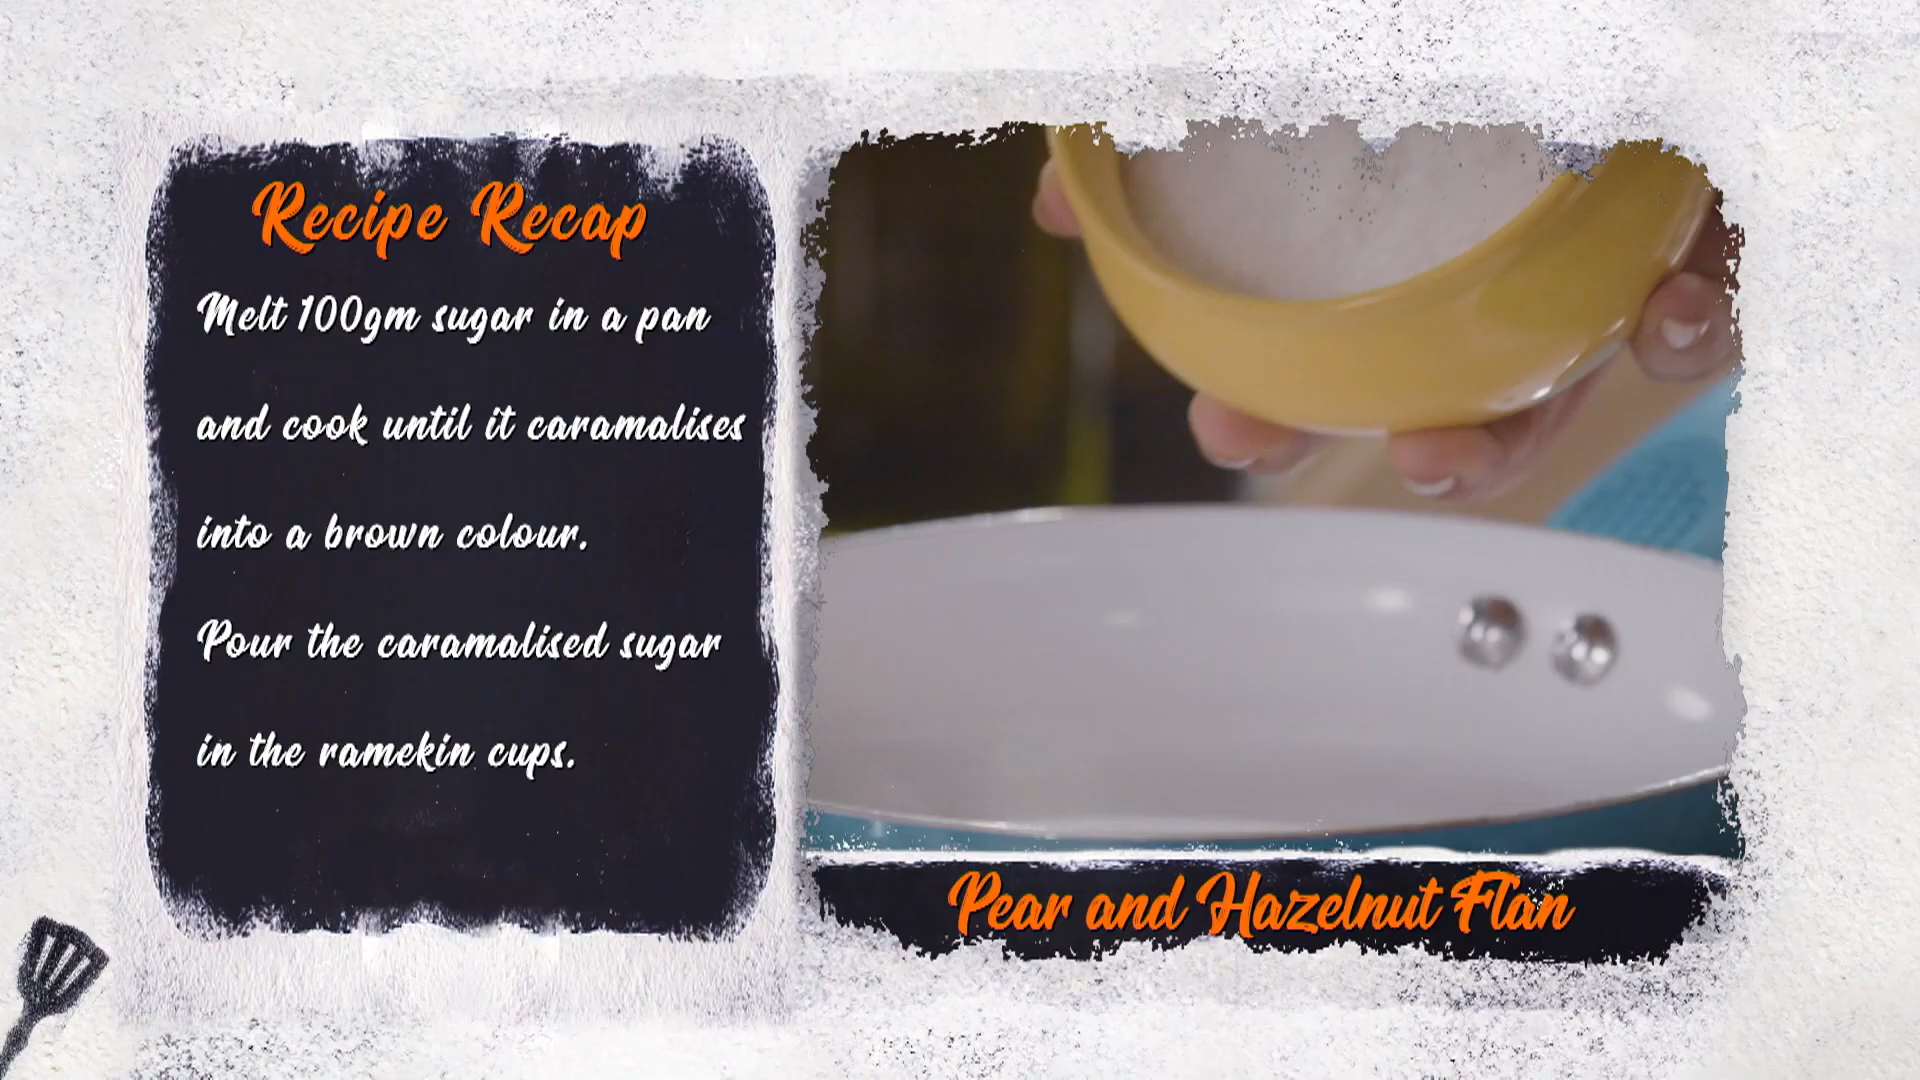 Recipe Recap
Melt 100gm sugar in a pan
and cook until it caramalises
into a brown colour.
Pour the caramalised sugar
in the ramekin cups.
Pear and Hazelnut Flan